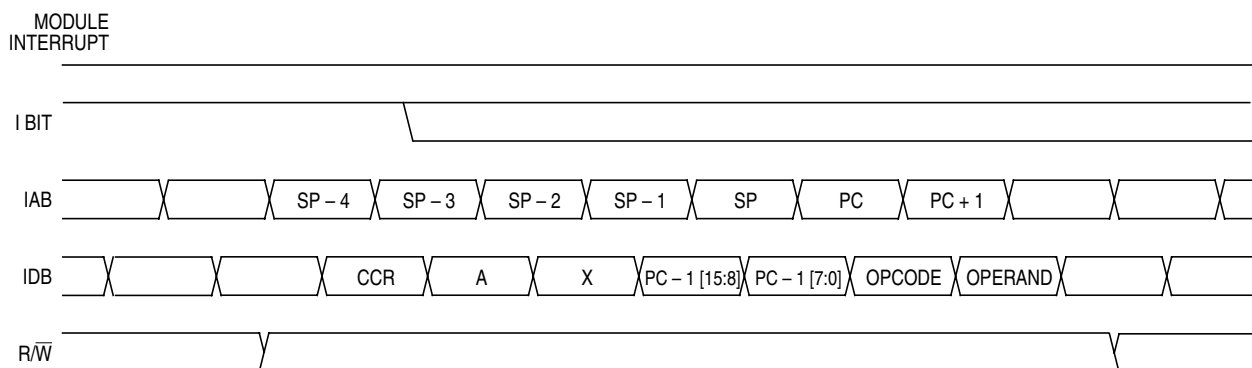 MODULE
INTERRUPT
I BIT
IAB SP – 4 SP – 3 SP – 2 SP – 1 SP PC PC + 1
IDB CCR A X PC – 1 [15:8] PC – 1 [7:0] OPCODE OPERAND
R/W̅